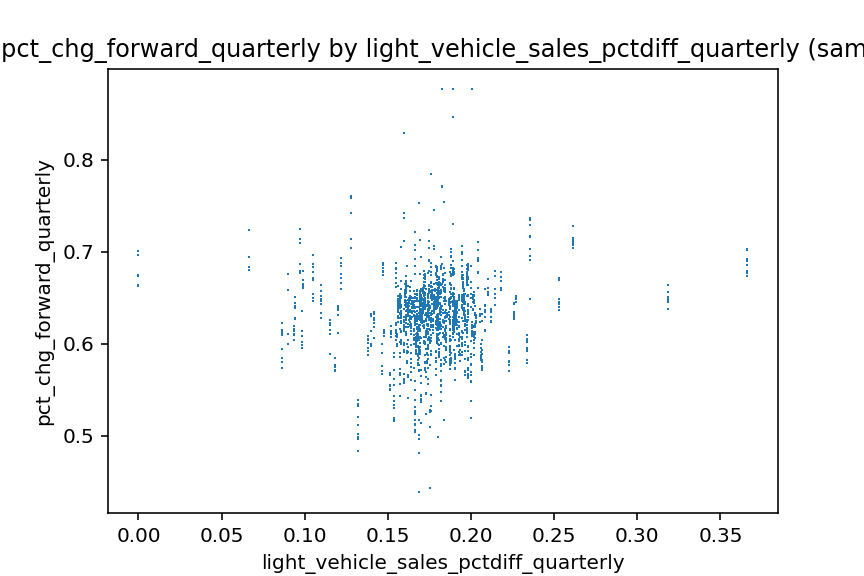 pct_chg_forward_quarterly by light_vehicle_sales_pctdiff_quarterly (sam
pct_chg_forward_quarterly
0.8
0.7
0.6
0.5
0.00 0.05 0.10 0.15 0.20 0.25 0.30 0.35
light_vehicle_sales_pctdiff_quarterly